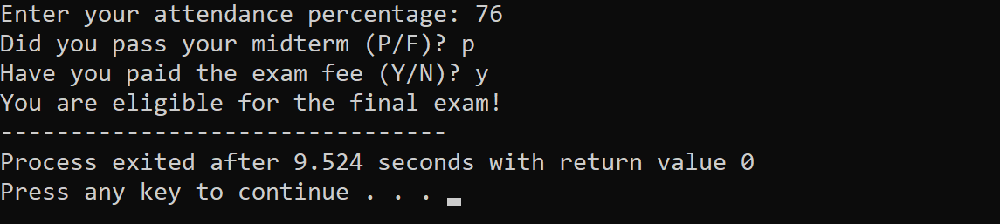 Enter your attendance percentage: 76
Did you pass your midterm (P/F)? p
Have you paid the exam fee (Y/N)? y
You are eligible for the final exam!
--------------------------------
Process exited after 9.524 seconds with return value 0
Press any key to continue . . .